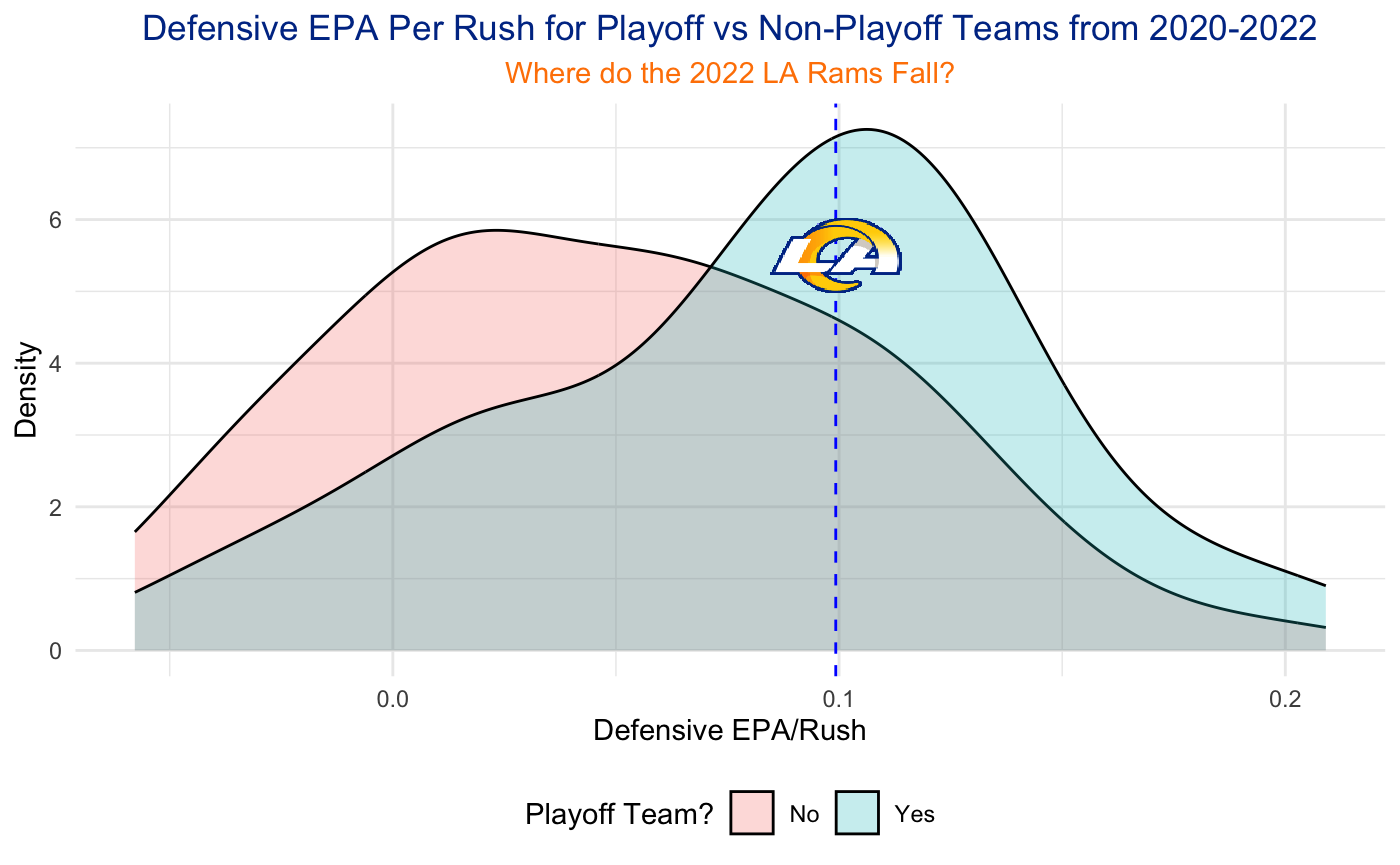 Defensive EPA Per Rush for Playoff vs Non-Playoff Teams from 2020-2022
Where do the 2022 LA Rams Fall?
Density
6
4
2
0
LA
0.0 0.1 0.2
Defensive EPA/Rush
Playoff Team? No Yes